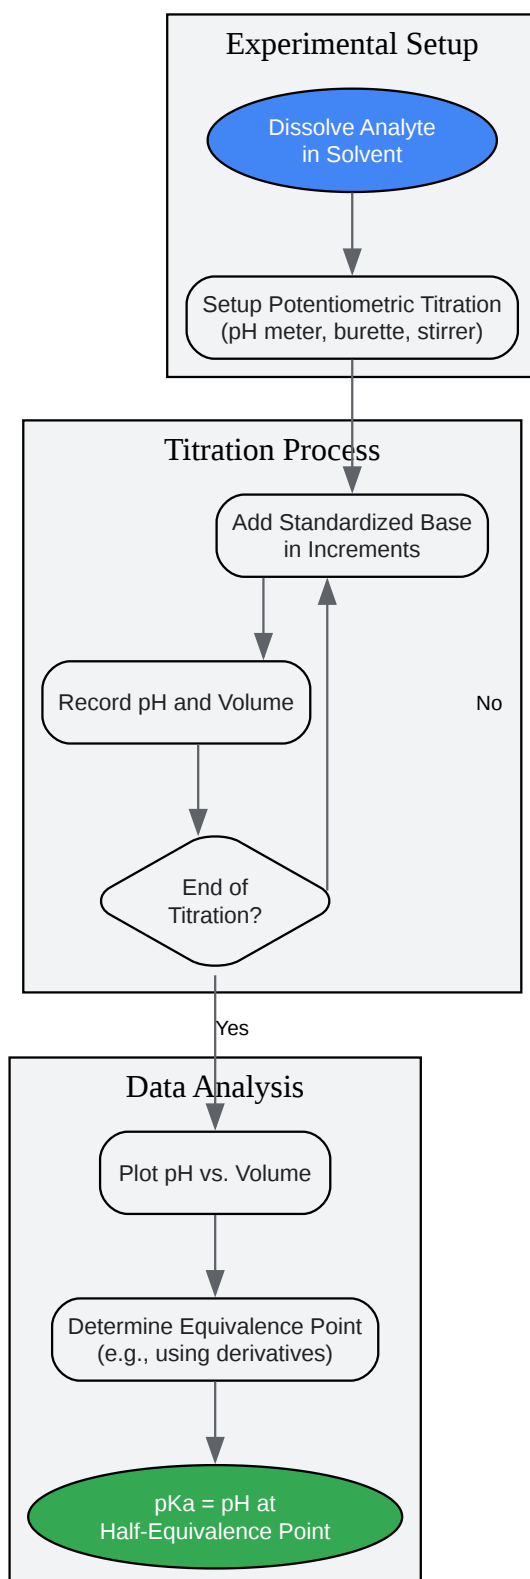 Experimental Setup
Dissolve Analyte
in Solvent
Setup Potentiometric Titration
(pH meter, burette, stirrer)
Titration Process
Add Standardized Base
in Increments
Record pH and Volume
No
End of
Titration?
Yes
Data Analysis
Plot pH vs. Volume
Determine Equivalence Point
(e.g., using derivatives)
pKa = pH at
Half-Equivalence Point